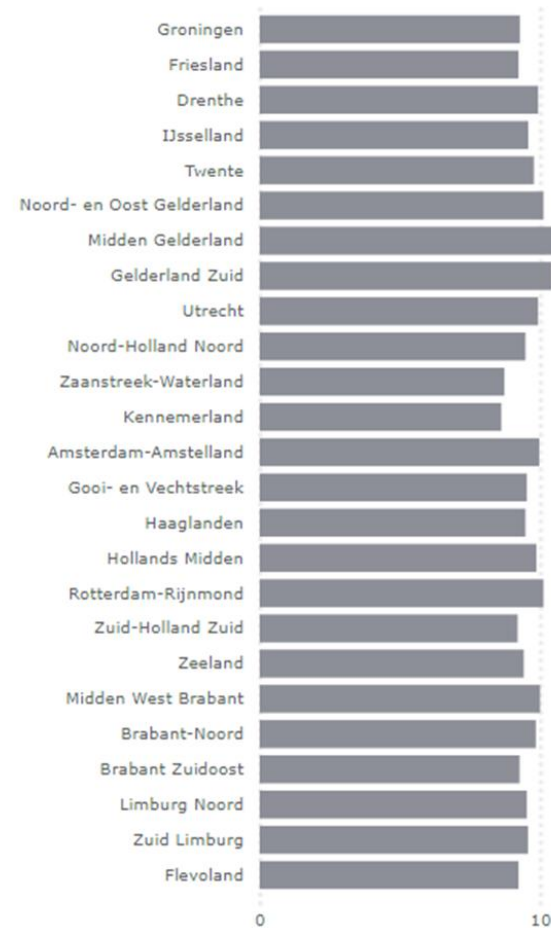 Groningen
Friesland
Drenthe
IJsselland
Twente
Noord- en Oost Gelderland
Midden Gelderland
Gelderland Zuid
Utrecht
Noord-Holland Noord
Zaanstreek-Waterland
Kennemerland
Amsterdam-Amstelland
Gooi- en Vechtstreek
Haaglanden
Hollands Midden
Rotterdam-Rijnmond
Zuid-Holland Zuid
Zeeland
Midden West Brabant
Brabant-Noord
Brabant Zuidoost
Limburg Noord
Zuid Limburg
Flevoland
0 10